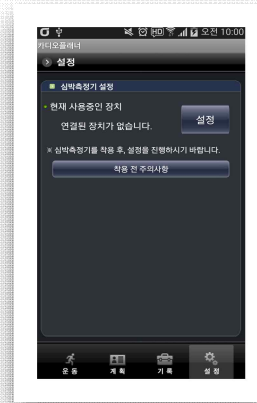 오전 10:00
카디오플래너
설정
심박측정기 설정
현재 사용중인 장치
연결된 장치가 없습니다.
설정
※ 심박측정기를 착용 후, 설정을 진행하시기 바랍니다.
착용 전 주의사항
운동 계획 기록 설정